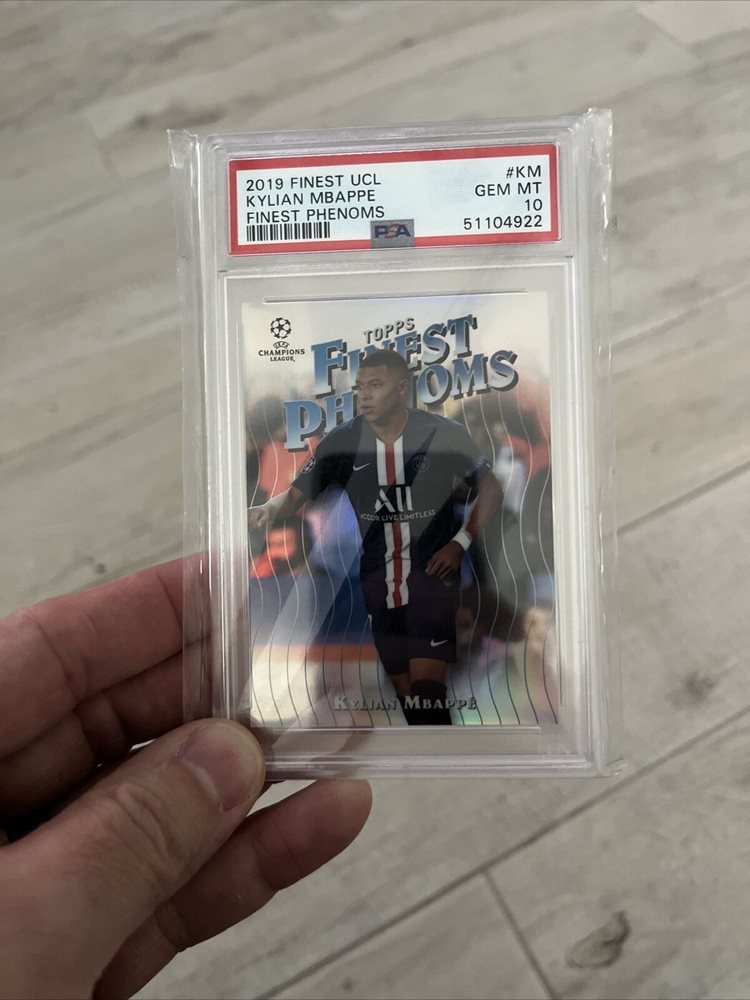 2019 FINEST UCL
#KM
KYLIAN MBAPPE
GEM MT
FINEST PHENOMS
10
PSA
51104922
UEFA
CHAMPIONS
LEAGUE
TOPPS
FINEST
PHENOMS
ALL
ACCOR LIVE LIMITLESS
KYLIAN MBAPPÉ